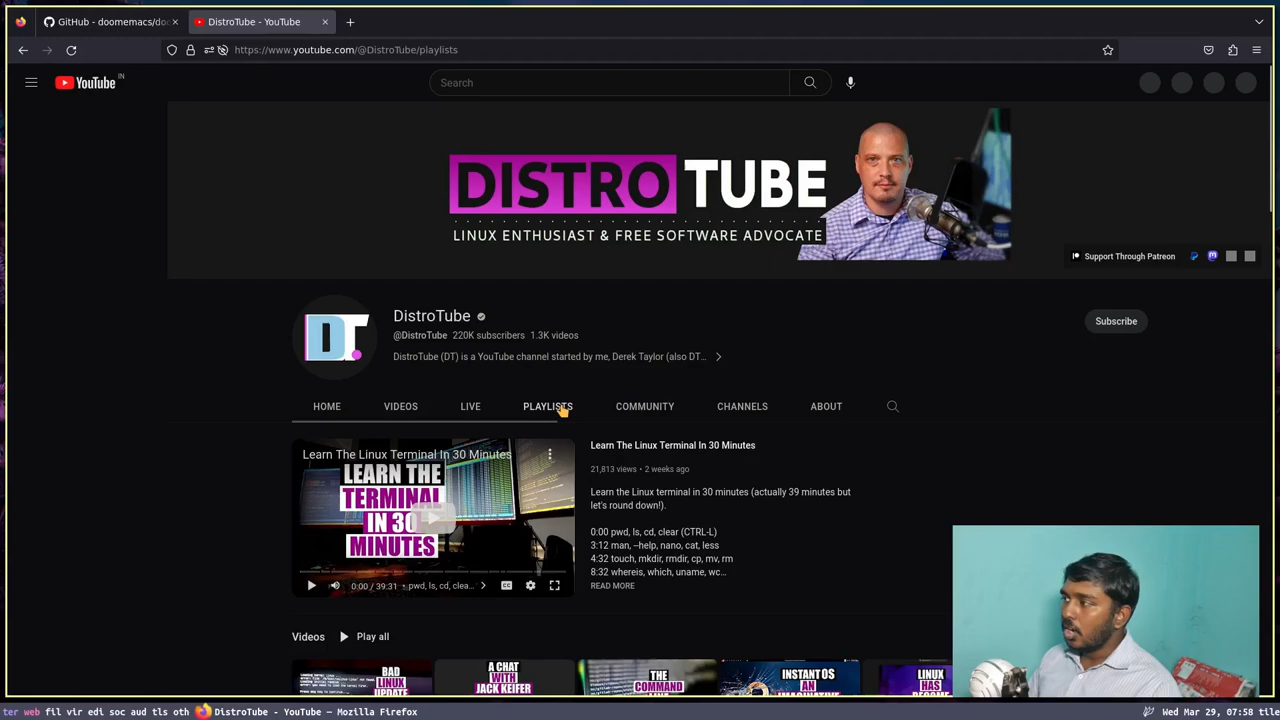 GitHub - doomemacs/doo
DistroTube - YouTube
https://www.youtube.com/@DistroTube/playlists
YouTube IN
Search
DISTROTUBE
LINUX ENTHUSIAST & FREE SOFTWARE ADVOCATE
Support Through Patreon
DT
DistroTube
@DistroTube 220K subscribers 1.3K videos
DistroTube (DT) is a YouTube channel started by me, Derek Taylor (also DT…
Subscribe
HOME VIDEOS LIVE PLAYLISTS COMMUNITY CHANNELS ABOUT
Learn The Linux Terminal In 30 Minutes
LEARN THE
TERMINAL
IN 30
MINUTES
0:00 / 39:31 • pwd, ls, cd, clea…
Learn The Linux Terminal In 30 Minutes
21,813 views • 2 weeks ago
Learn the Linux terminal in 30 minutes (actually 39 minutes but
let's round down!).
0:00 pwd, ls, cd, clear (CTRL-L)
3:12 man, --help, nano, cat, less
4:32 touch, mkdir, rmdir, cp, mv, rm
8:32 whereis, which, uname, wc…
READ MORE
Videos Play all
BAD
LINUX
UPDATE
A CHAT
WITH
JACK KEIFER
THE
COMMAND
INSTANT OS
AN
LINUX
HAS
ter web fil vir edi soc aud tls oth DistroTube - YouTube — Mozilla Firefox
Wed Mar 29, 07:58 tile